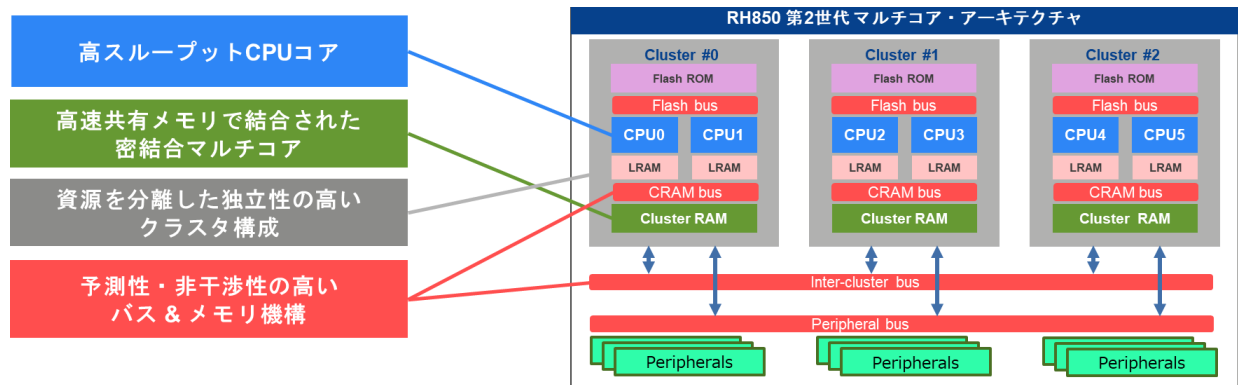 高スループットCPUコア
高速共有メモリで結合された
密結合マルチコア
資源を分離した独立性の高い
クラスタ構成
予測性・非干渉性の高い
バス & メモリ機構
RH850 第2世代 マルチコア・アーキテクチャ
Cluster #0
Flash ROM
Flash bus
CPU0 CPU1
LRAM LRAM
CRAM bus
Cluster RAM
Cluster #1
Flash ROM
Flash bus
CPU2 CPU3
LRAM LRAM
CRAM bus
Cluster RAM
Cluster #2
Flash ROM
Flash bus
CPU4 CPU5
LRAM LRAM
CRAM bus
Cluster RAM
Inter-cluster bus
Peripheral bus
Peripherals
Peripherals
Peripherals